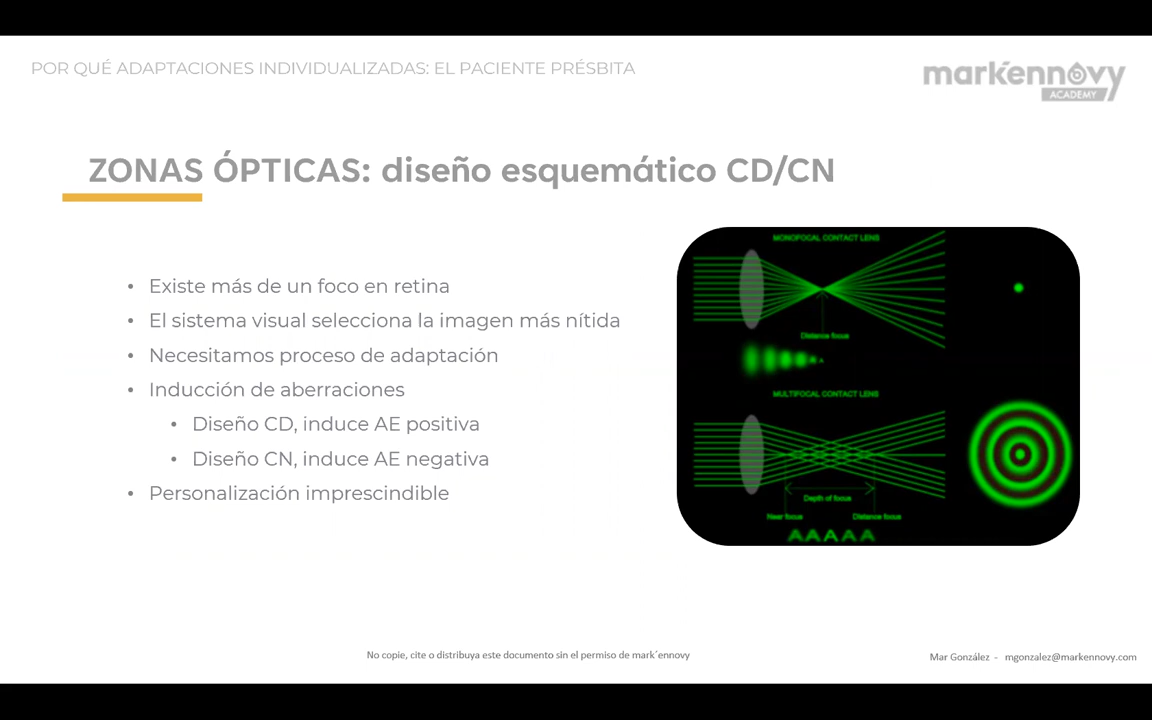 POR QUÉ ADAPTACIONES INDIVIDUALIZADAS: EL PACIENTE PRÉSBITA
mark'ennovy
ACADEMY
ZONAS ÓPTICAS: diseño esquemático CD/CN
• Existe más de un foco en retina
• El sistema visual selecciona la imagen más nítida
• Necesitamos proceso de adaptación
• Inducción de aberraciones
• Diseño CD, induce AE positiva
• Diseño CN, induce AE negativa
• Personalización imprescindible
MONOFOCAL CONTACT LENS
Distance focus
MULTIFOCAL CONTACT LENS
Depth of focus
Near focus
Distance focus
AAAAA
No copie, cite o distribuya este documento sin el permiso de mark´ennovy
Mar González - mgonzalez@markennovy.com